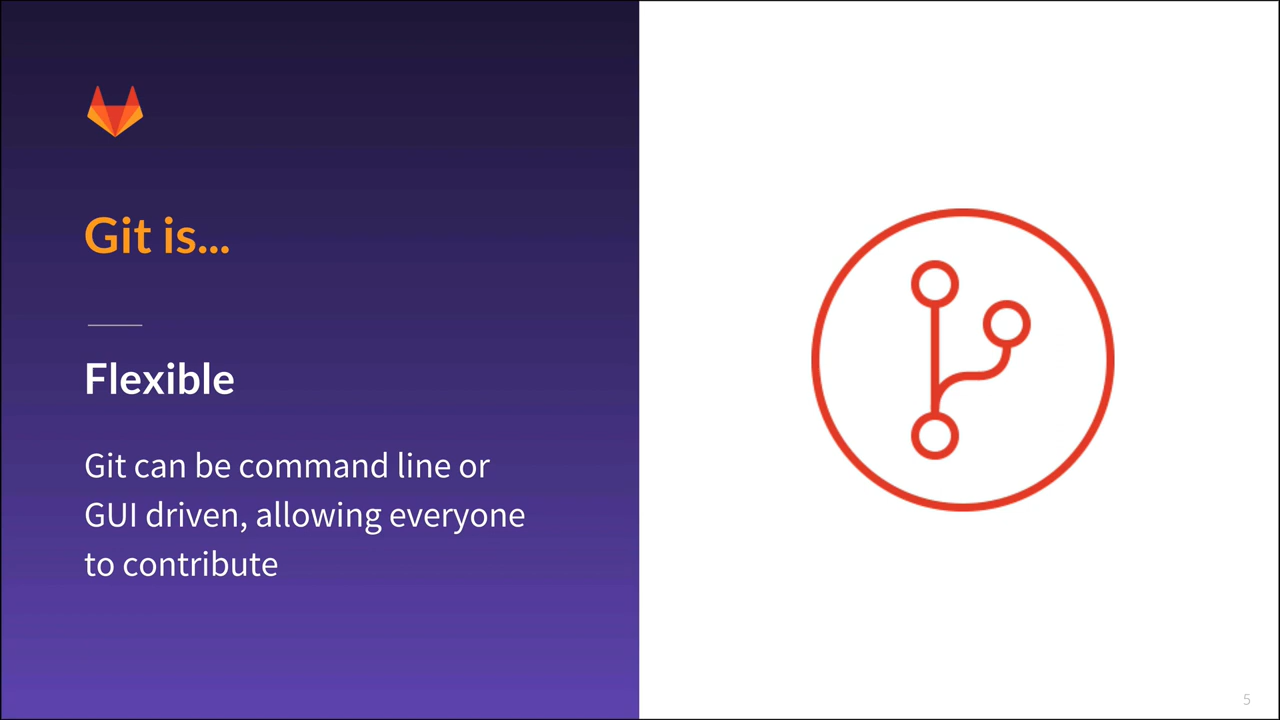 Git is...
Flexible
Git can be command line or
GUI driven, allowing everyone
to contribute
5